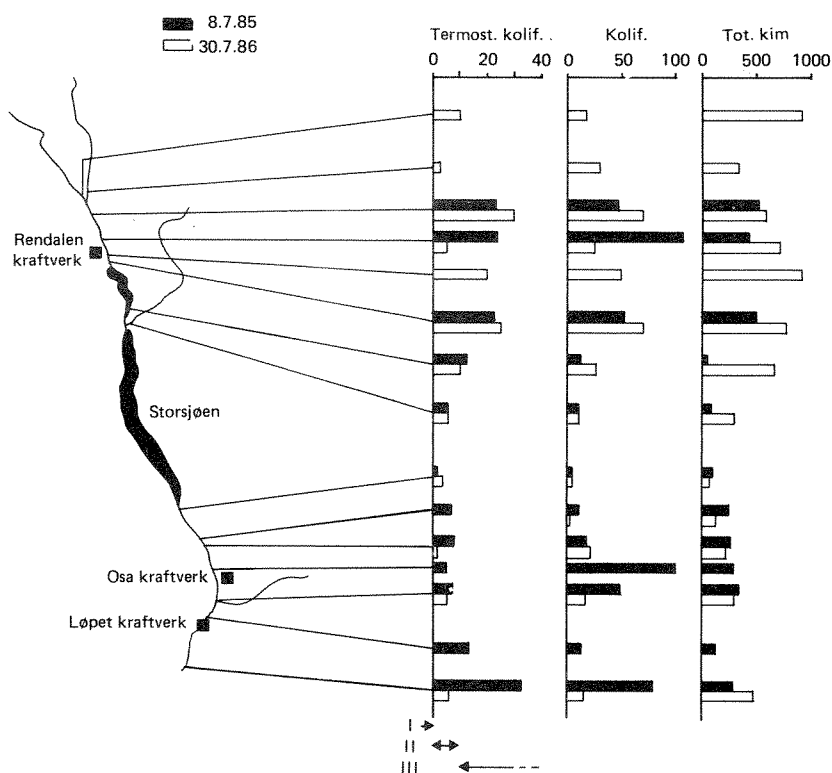 8.7.85
30.7.86
Termost. kolif.
Kolif.
Tot. kim
0 20 40
0 50 100
0 500 1000
Rendalen
kraftverk
Storsjøen
Osa kraftverk
Løpet kraftverk
I
II
III